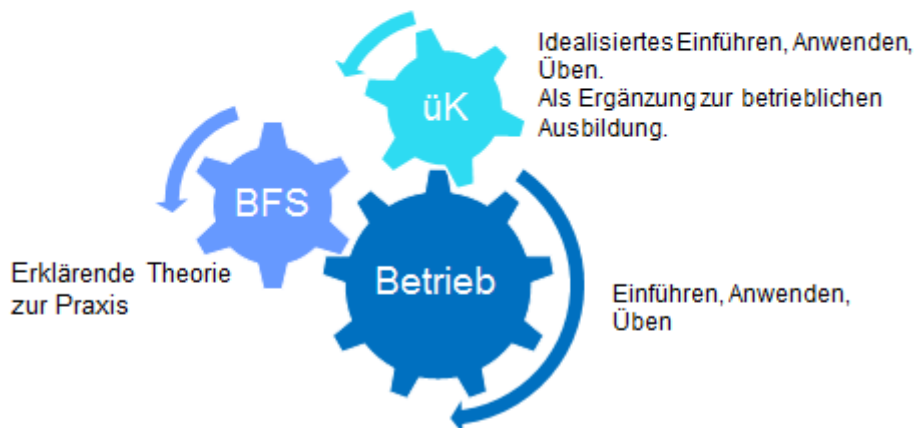 Idealisiertes Einführen, Anwenden,
Üben.
Als Ergänzung zur betrieblichen
Ausbildung.
üK
BFS
Betrieb
Erklärende Theorie
zur Praxis
Einführen, Anwenden,
Üben